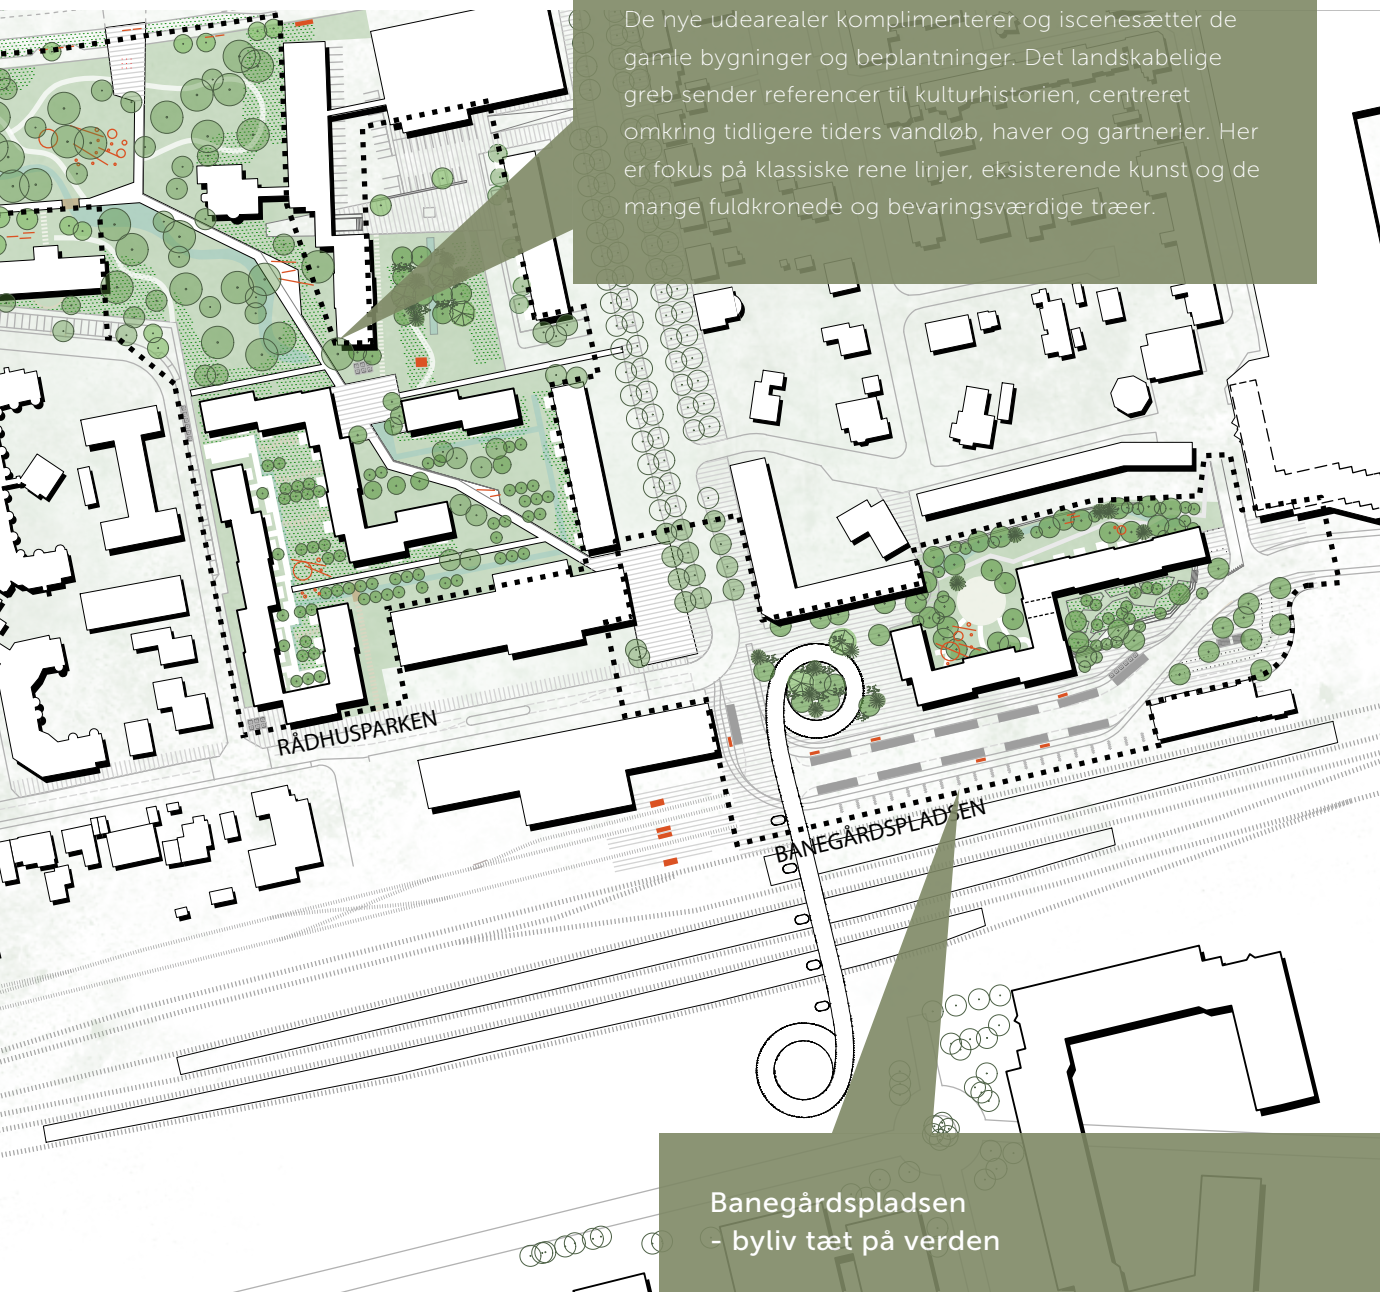 De nye udearealer komplimenterer og iscenesætter de
gamle bygninger og beplantninger. Det landskabelige
greb sender referencer til kulturhistorien, centreret
omkring tidligere tiders vandløb, haver og gartnerier. Her
er fokus på klassiske rene linjer, eksisterende kunst og de
mange fuldkronede og bevaringsværdige træer.
RÅDHUSPARKEN
BANEGÅRDSPLADSEN
Banegårdspladsen
- byliv tæt på verden